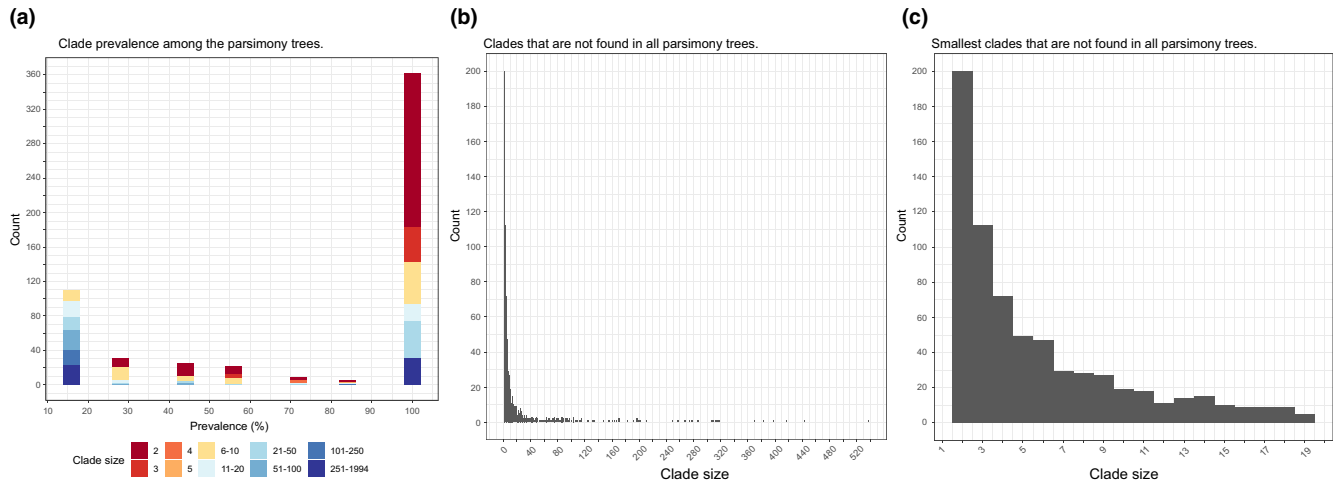 (a)
Clade prevalence among the parsimony trees.
360
320
280
240
200
160
120
80
40
0
Count
10 20 30 40 50 60 70 80 90 100
Prevalence (%)
Clade size
2 4 6-10 21-50 101-250
3 5 11-20 51-100 251-1994
(b)
Clades that are not found in all parsimony trees.
200
180
160
140
120
100
80
60
40
20
0
Count
0 40 80 120 160 200 240 280 320 360 400 440 480 520
Clade size
(c)
Smallest clades that are not found in all parsimony trees.
200
180
160
140
120
100
80
60
40
20
0
Count
1 3 5 7 9 11 13 15 17 19
Clade size